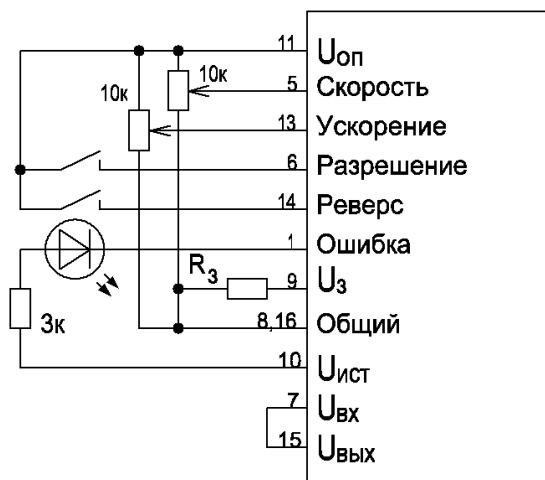 11 Uоп
10к
5 Скорость
10к
13 Ускорение
6 Разрешение
14 Реверс
1 Ошибка
Rз
9 Uз
3к
8,16 Общий
10 Uист
7 Uвх
15 Uвых